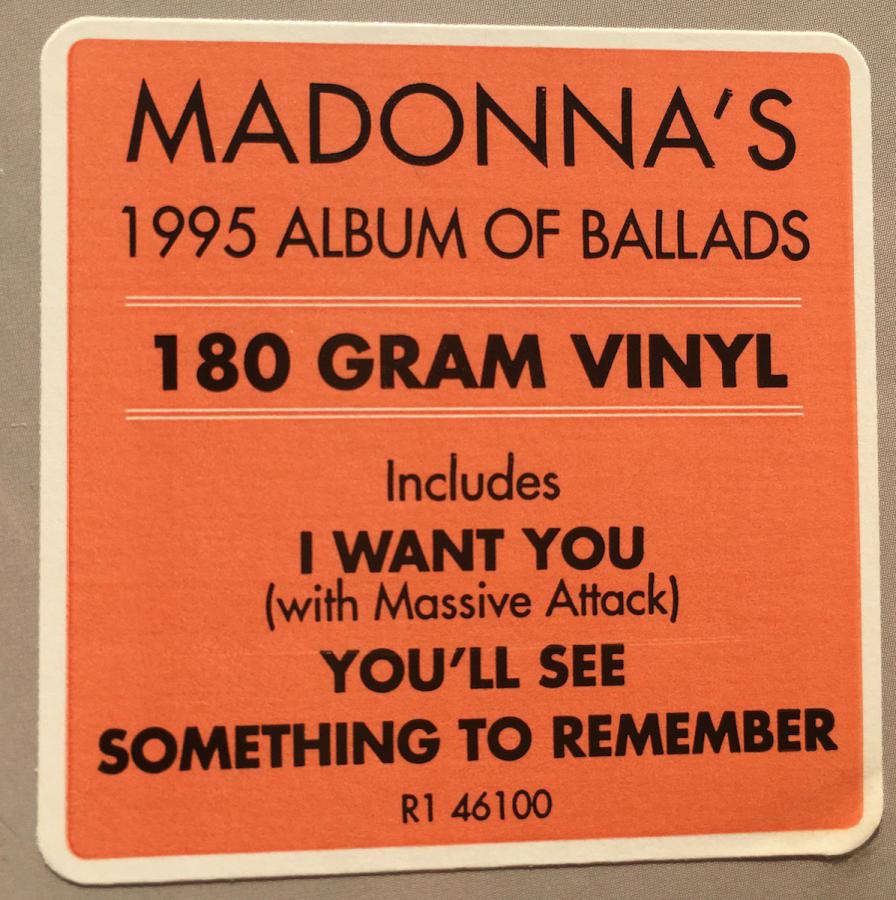 MADONNA'S
1995 ALBUM OF BALLADS
180 GRAM VINYL
Includes
I WANT YOU
(with Massive Attack)
YOU'LL SEE
SOMETHING TO REMEMBER
R1 46100